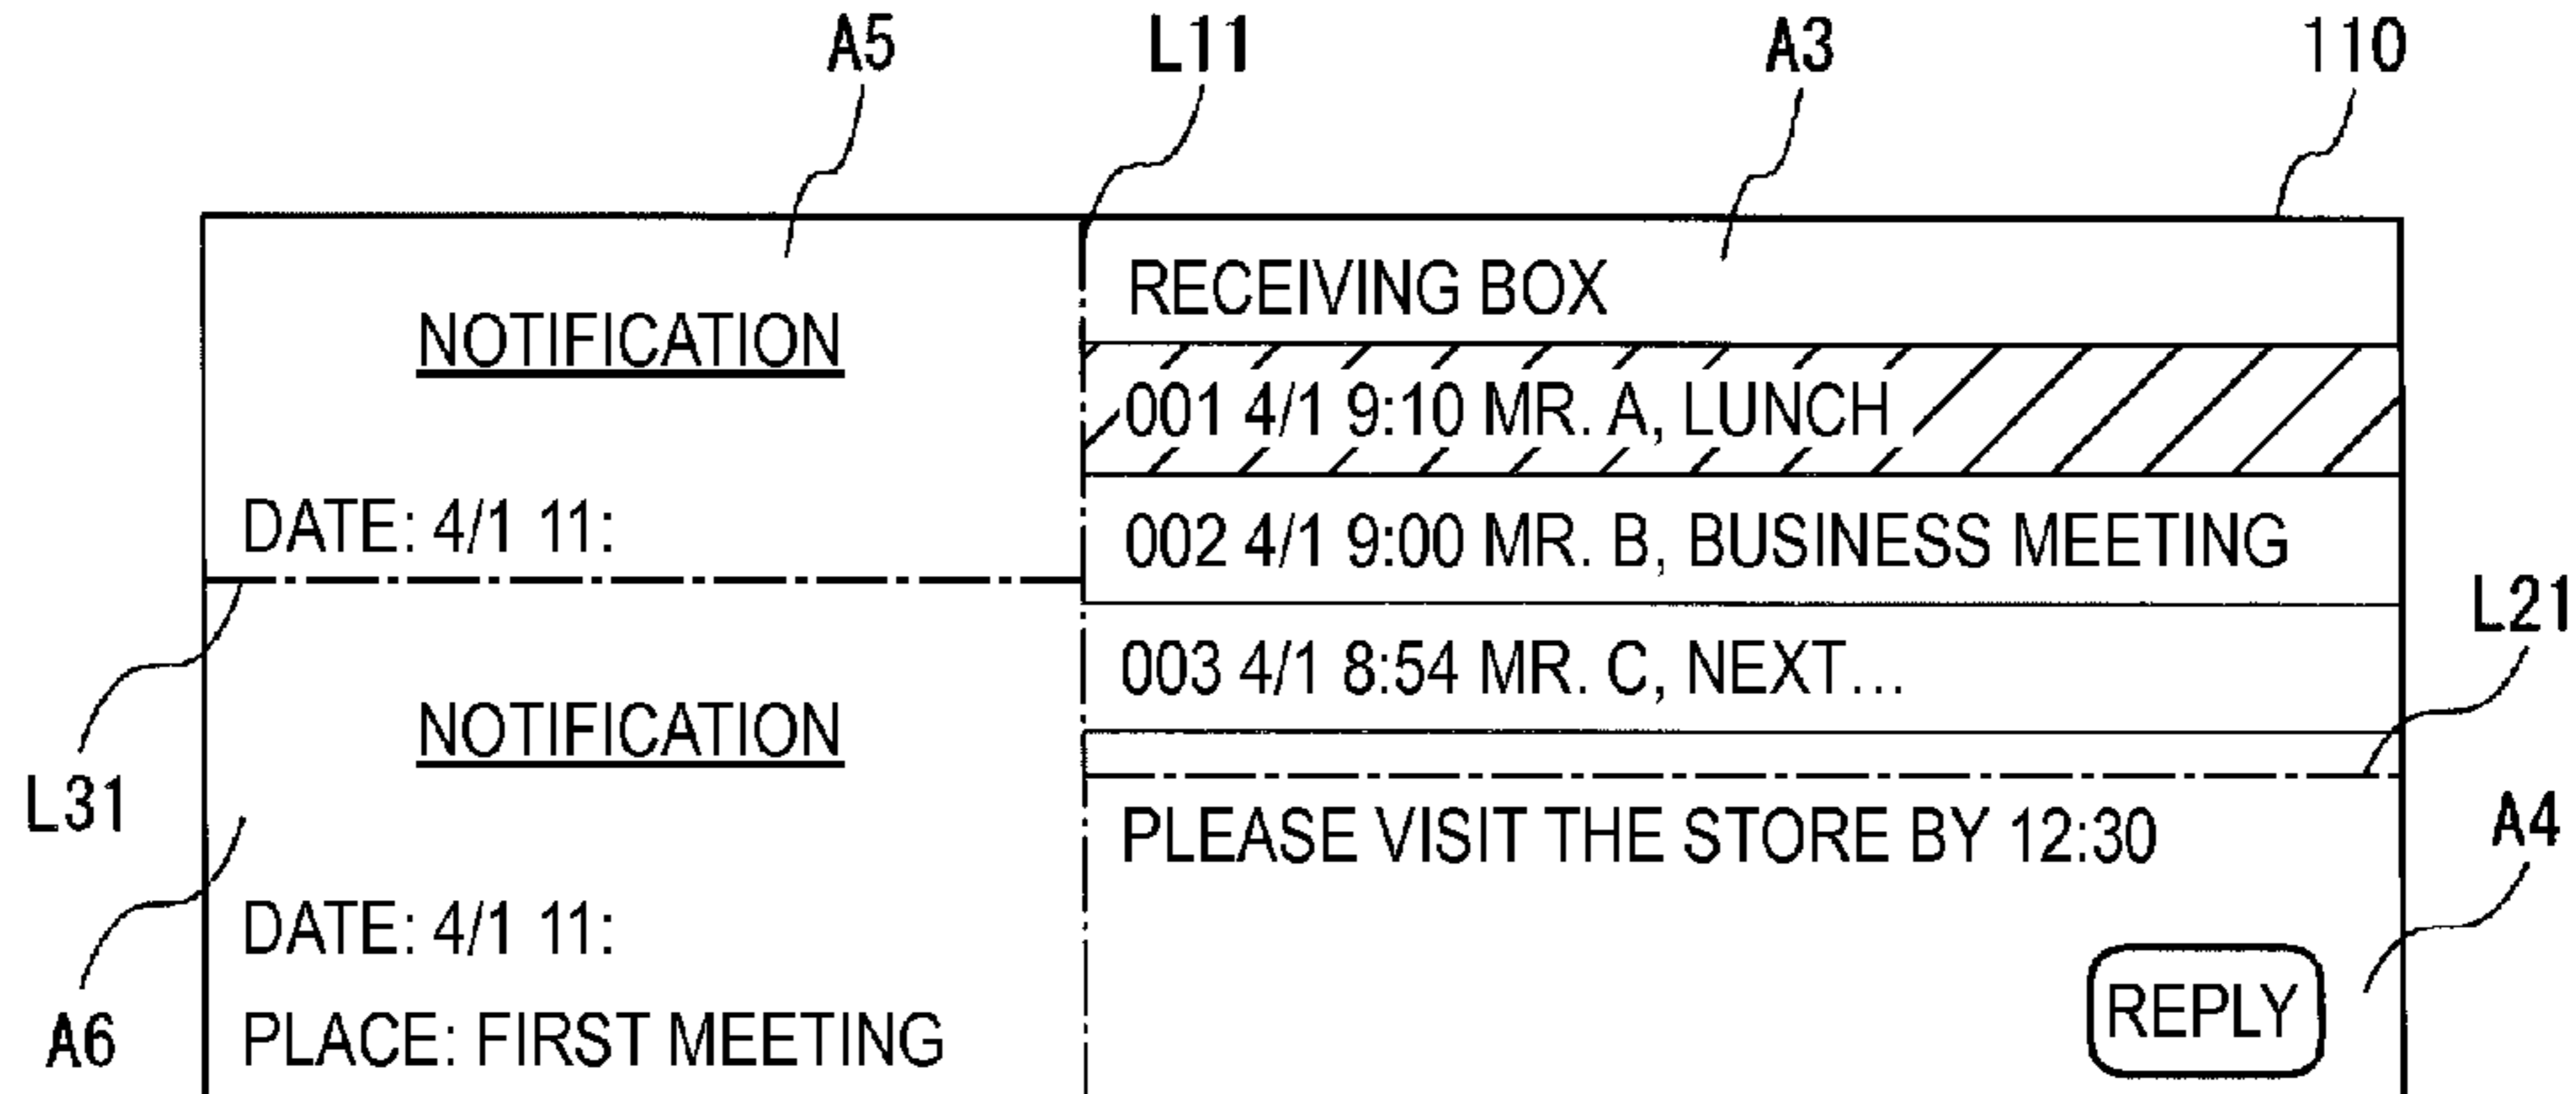 A5
L11
A3
110
NOTIFICATION
DATE: 4/1 11:
L31
NOTIFICATION
A6
DATE: 4/1 11:
PLACE: FIRST MEETING
RECEIVING BOX
001 4/1 9:10 MR. A, LUNCH
002 4/1 9:00 MR. B, BUSINESS MEETING
003 4/1 8:54 MR. C, NEXT...
L21
PLEASE VISIT THE STORE BY 12:30
A4
REPLY